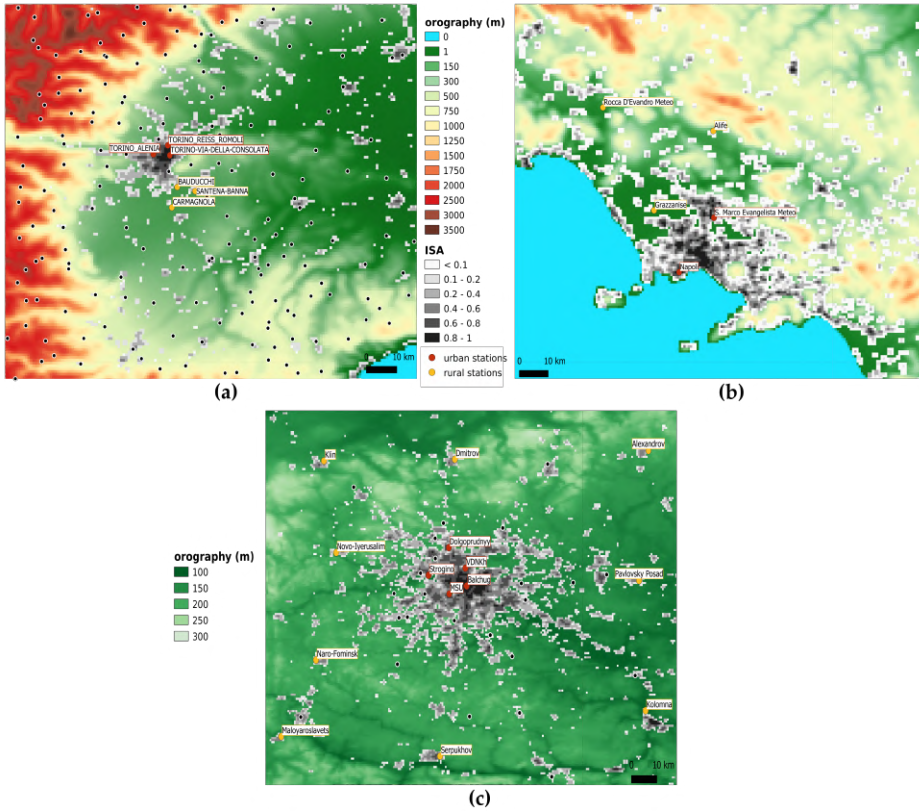 orography (m)
0
1
150
300
500
750
1000
1250
1500
1750
2000
2500
3000
3500
ISA
< 0.1
0.1 - 0.2
0.2 - 0.4
0.4 - 0.6
0.6 - 0.8
0.8 - 1
urban stations
rural stations
TORINO_REISS_ROMOLI
TORINO_ALENIA
TORINO-VIA-DELLA-CONSOLATA
BAUDUCCHI
SANTENA-BANNA
CARMAGNOLA
10 km
(a)
Rocca D'Evandro Meteo
Alife
Grazzanise
S. Marco Evangelista Meteo
Napoli
0 10 km
(b)
orography (m)
100
150
200
250
300
Klin
Dmitrov
Alexandrov
Novo-Iyerusalim
Dolgoprudnyy
VDNKh
Strogino
Balchug
MSU
Pavlovsky Posad
Naro-Fominsk
Kolomna
Maloyaroslavets
Serpukhov
0 10 km
(c)